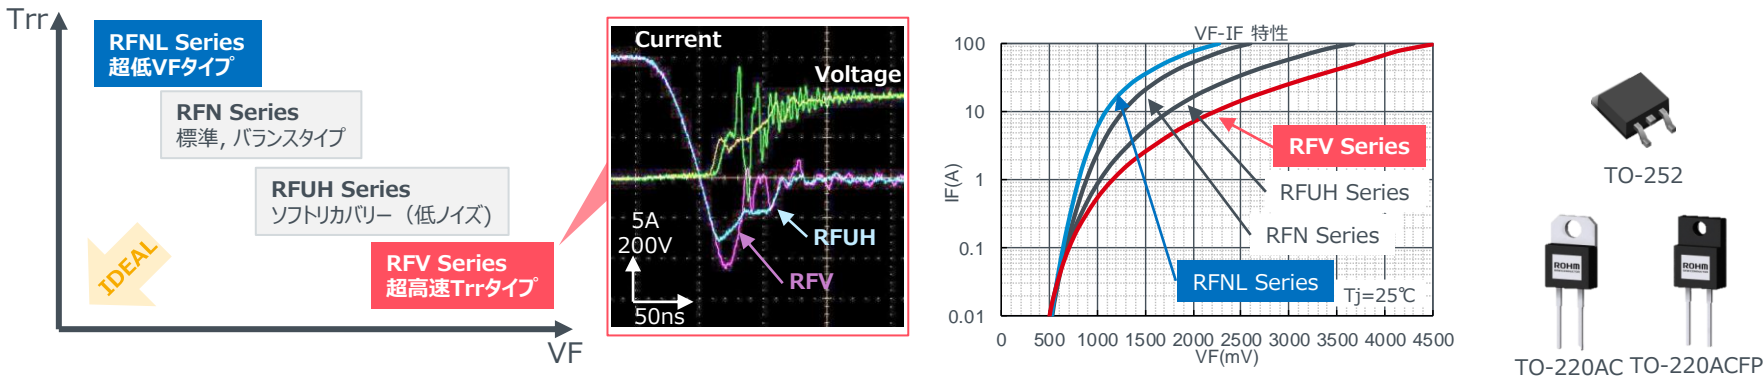 Trr
RFNL Series
超低VFタイプ
RFN Series
標準, バランスタイプ
RFUH Series
ソフトリカバリー（低ノイズ）
RFV Series
超高速Trrタイプ
IDEAL
VF
Current
Voltage
5A
200V
RFUH
RFV
50ns
VF-IF 特性
100
10
1
0.1
0.01
IF(A)
RFV Series
RFUH Series
RFN Series
RFNL Series
Tj=25℃
0 500 1000 1500 2000 2500 3000 3500 4000 4500
VF(mV)
TO-252
ROHM
ROHM
TO-220AC TO-220ACFP